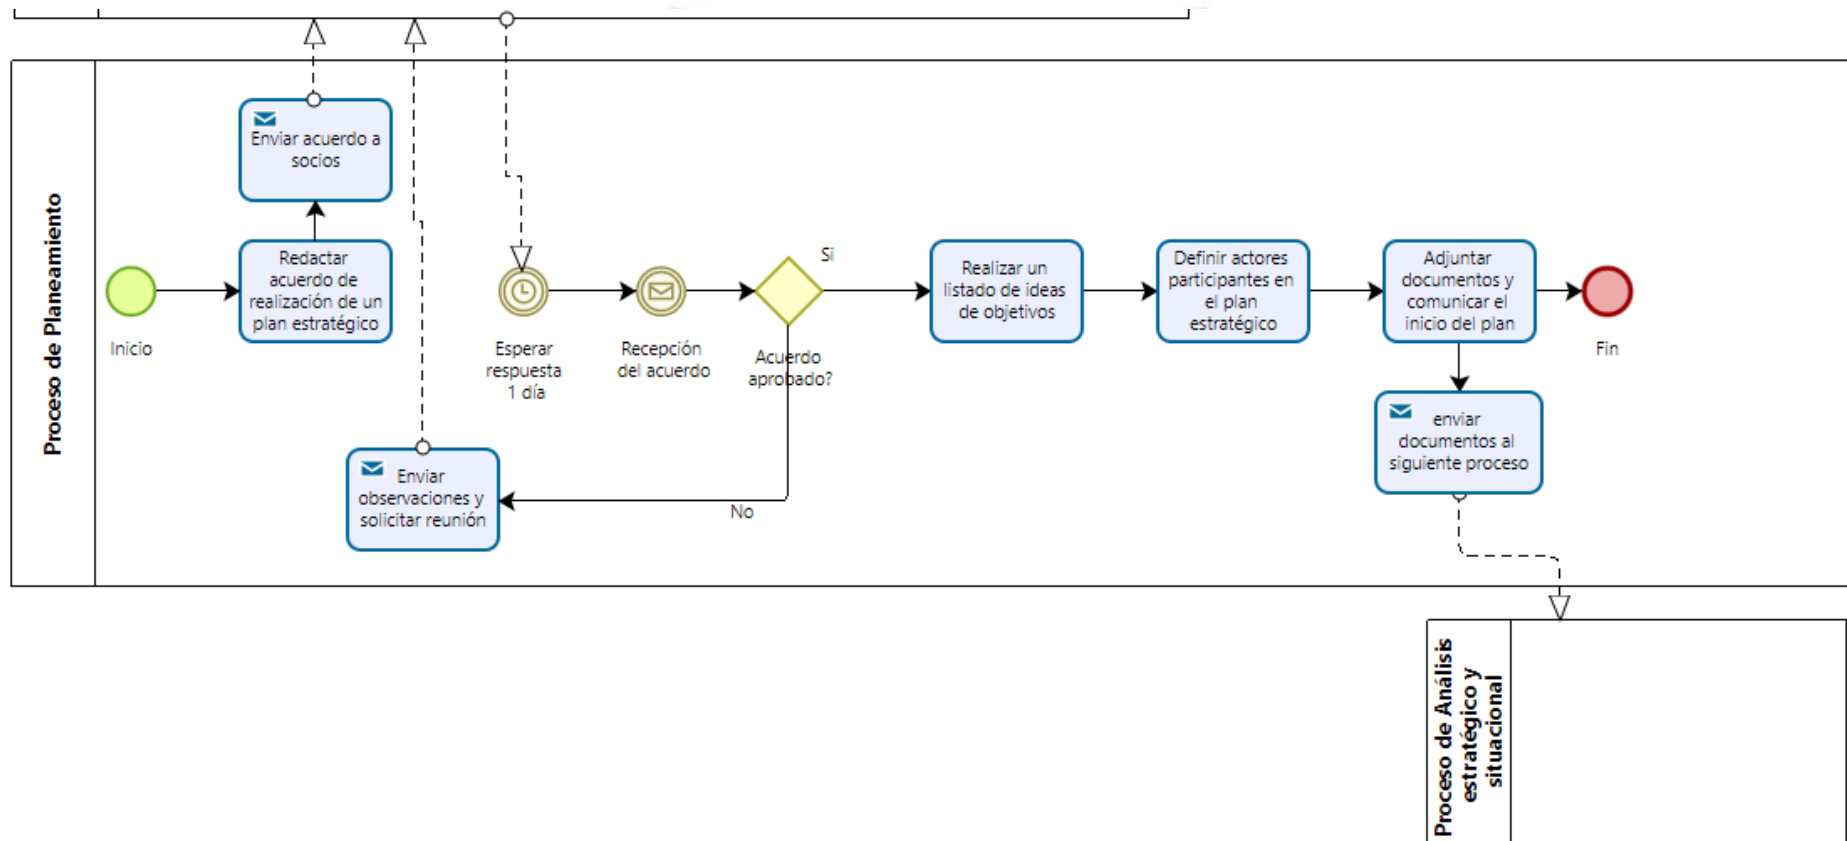 Proceso de Planeamiento
Enviar acuerdo a
socios
Redactar
acuerdo de
realización de un
plan estratégico
Inicio
Esperar
respuesta
1 día
Recepción
del acuerdo
Si
Acuerdo
aprobado?
No
Enviar
observaciones y
solicitar reunión
Realizar un
listado de ideas
de objetivos
Definir actores
participantes en
el plan
estratégico
Adjuntar
documentos y
comunicar el
inicio del plan
Fin
enviar
documentos al
siguiente proceso
Proceso de Análisis
estratégico y
situacional